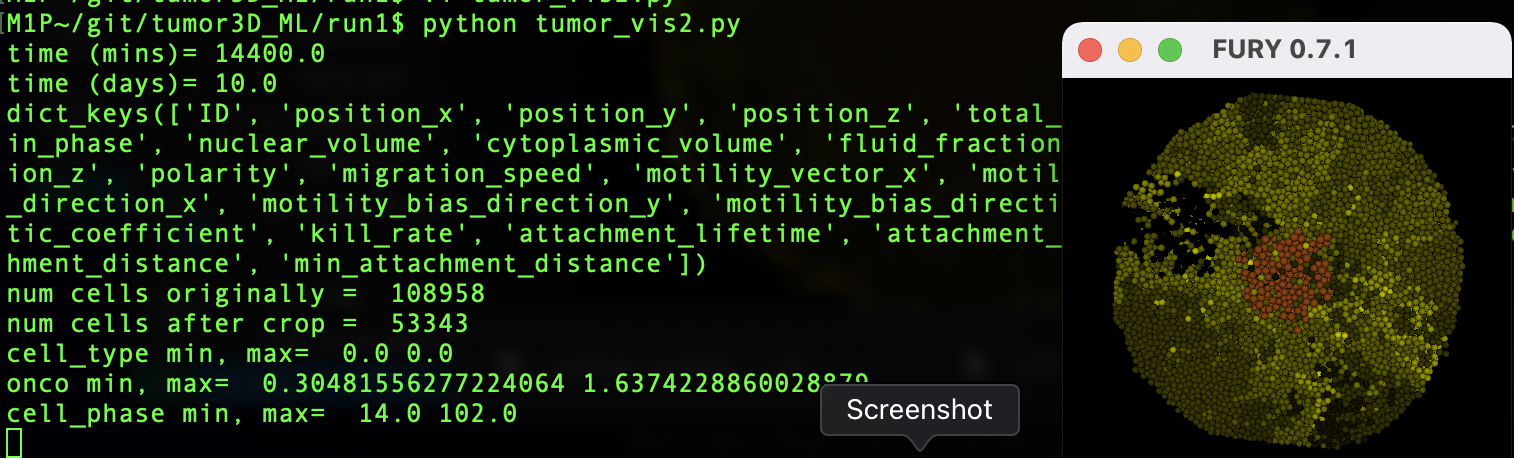 M1P~/git/tumor3D_ML/run1$ python tumor_vis2.py
time (mins)= 14400.0
time (days)= 10.0
dict_keys(['ID', 'position_x', 'position_y', 'position_z', 'total_
in_phase', 'nuclear_volume', 'cytoplasmic_volume', 'fluid_fraction
ion_z', 'polarity', 'migration_speed', 'motility_vector_x', 'motil
_direction_x', 'motility_bias_direction_y', 'motility_bias_directi
tic_coefficient', 'kill_rate', 'attachment_lifetime', 'attachment_
hment_distance', 'min_attachment_distance'])
num cells originally =  108958
num cells after crop =  53343
cell_type min, max=  0.0 0.0
onco min, max=  0.30481556277224064 1.6374228860028879
cell_phase min, max=  14.0 102.0
Screenshot
FURY 0.7.1